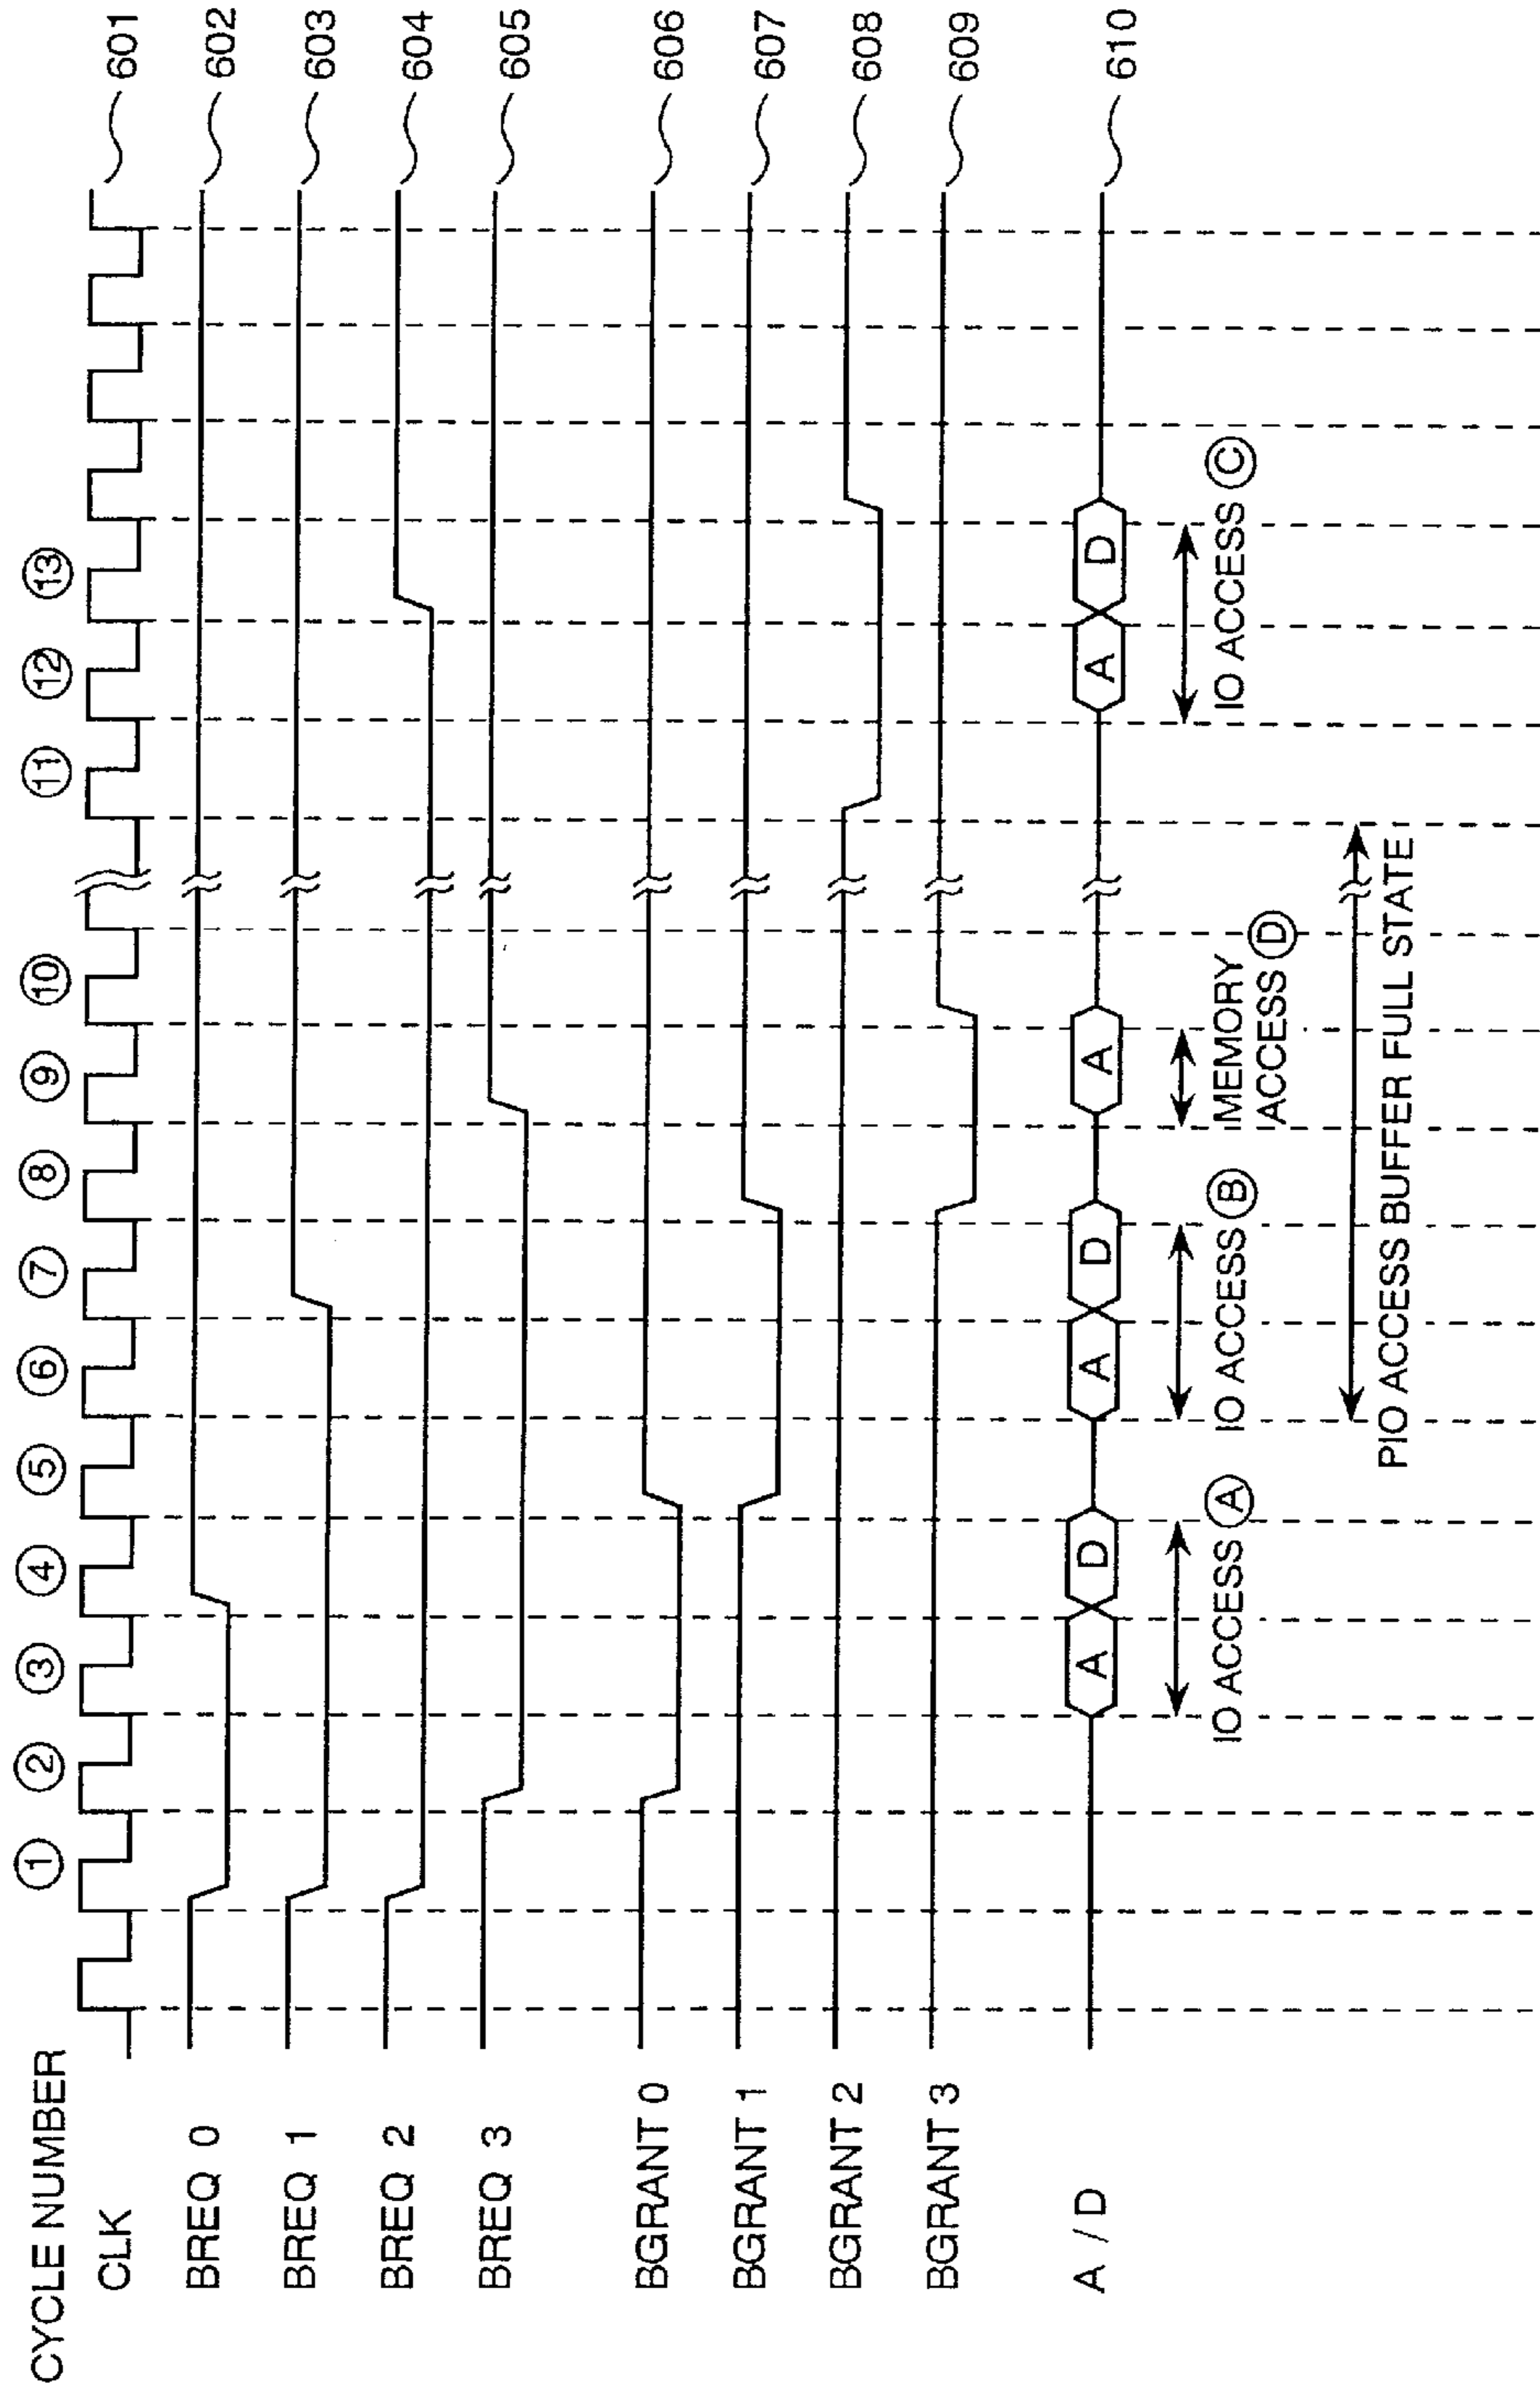 CYCLE NUMBER ① ② ③ ④ ⑤ ⑥ ⑦ ⑧ ⑨ ⑩ ⑪ ⑫ ⑬
CLK 601
BREQ 0 602
BREQ 1 603
BREQ 2 604
BREQ 3 605
BGRANT 0 606
BGRANT 1 607
BGRANT 2 608
BGRANT 3 609
A / D A D A D A A D 610
IO ACCESS Ⓐ IO ACCESS Ⓑ MEMORY IO ACCESS Ⓒ
ACCESS Ⓓ
PIO ACCESS BUFFER FULL STATE